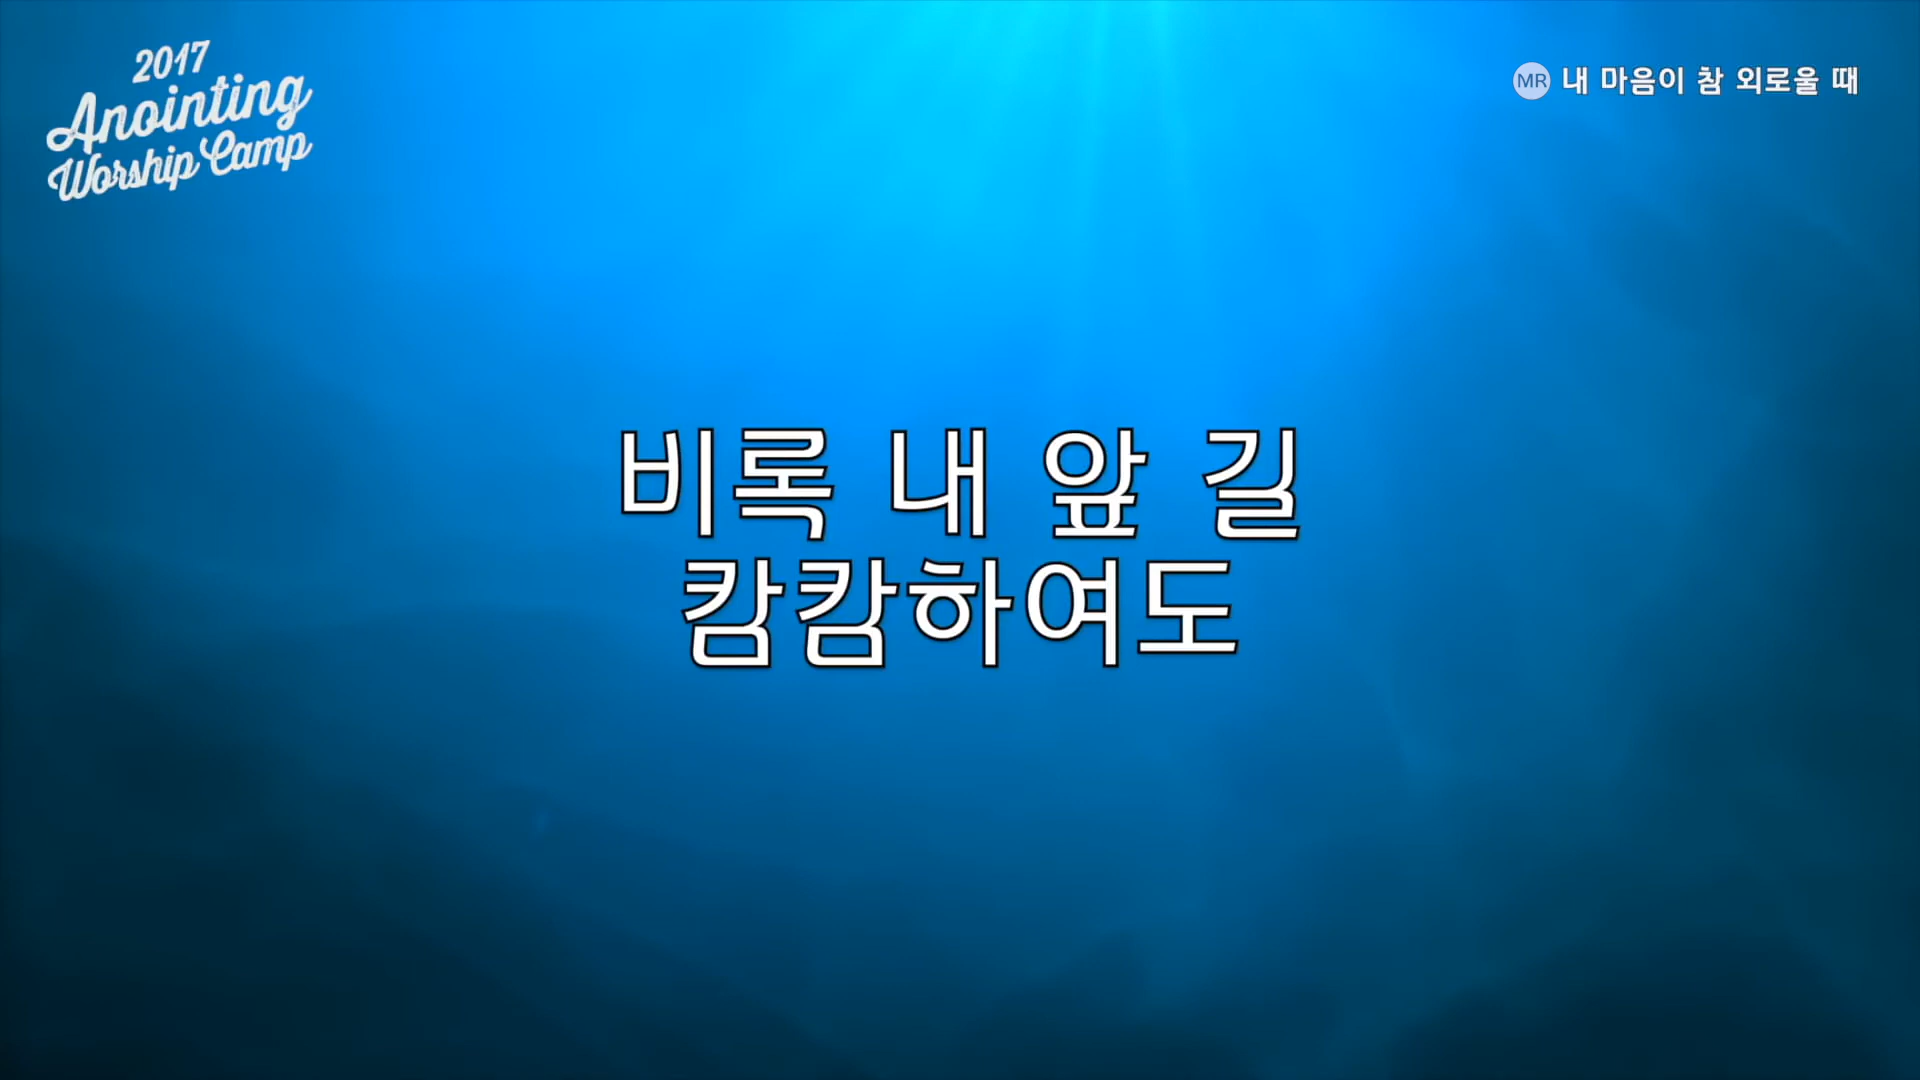 2017
Anointing
Worship Camp
MR 내 마음이 참 외로울 때
비록 내 앞 길
캄캄하여도